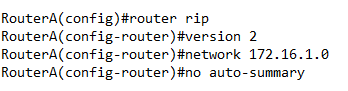 RouterA(config)#router rip
RouterA(config-router)#version 2
RouterA(config-router)#network 172.16.1.0
RouterA(config-router)#no auto-summary